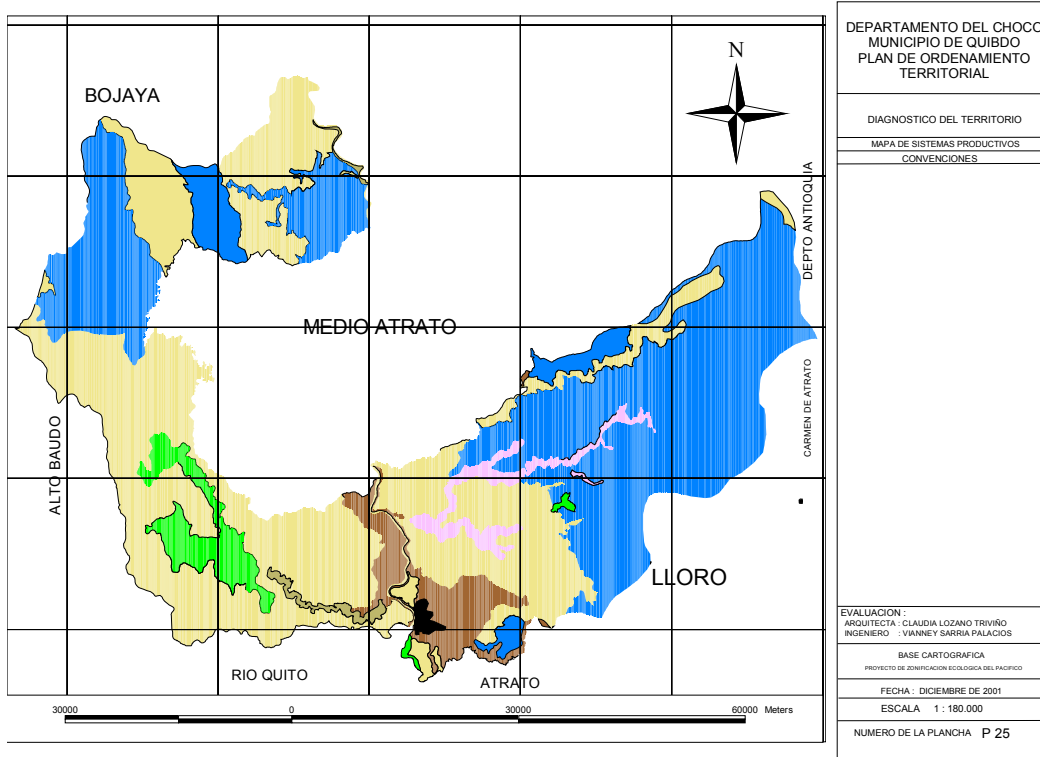 BOJAYA
N
MEDIO ATRATO
DEPTO ANTIOQUIA
CARMEN DE ATRATO
ALTO BAUDO
LLORO
RIO QUITO
ATRATO
30000 0 30000 60000 Meters
DEPARTAMENTO DEL CHOCO
MUNICIPIO DE QUIBDO
PLAN DE ORDENAMIENTO
TERRITORIAL
DIAGNOSTICO DEL TERRITORIO
MAPA DE SISTEMAS PRODUCTIVOS
CONVENCIONES
EVALUACION :
ARQUITECTA : CLAUDIA LOZANO TRIVIÑO
INGENIERO : VIANNEY SARRIA PALACIOS
BASE CARTOGRAFICA
PROYECTO DE ZONIFICACION ECOLOGICA DEL PACIFICO
FECHA : DICIEMBRE DE 2001
ESCALA 1 : 180.000
NUMERO DE LA PLANCHA P 25